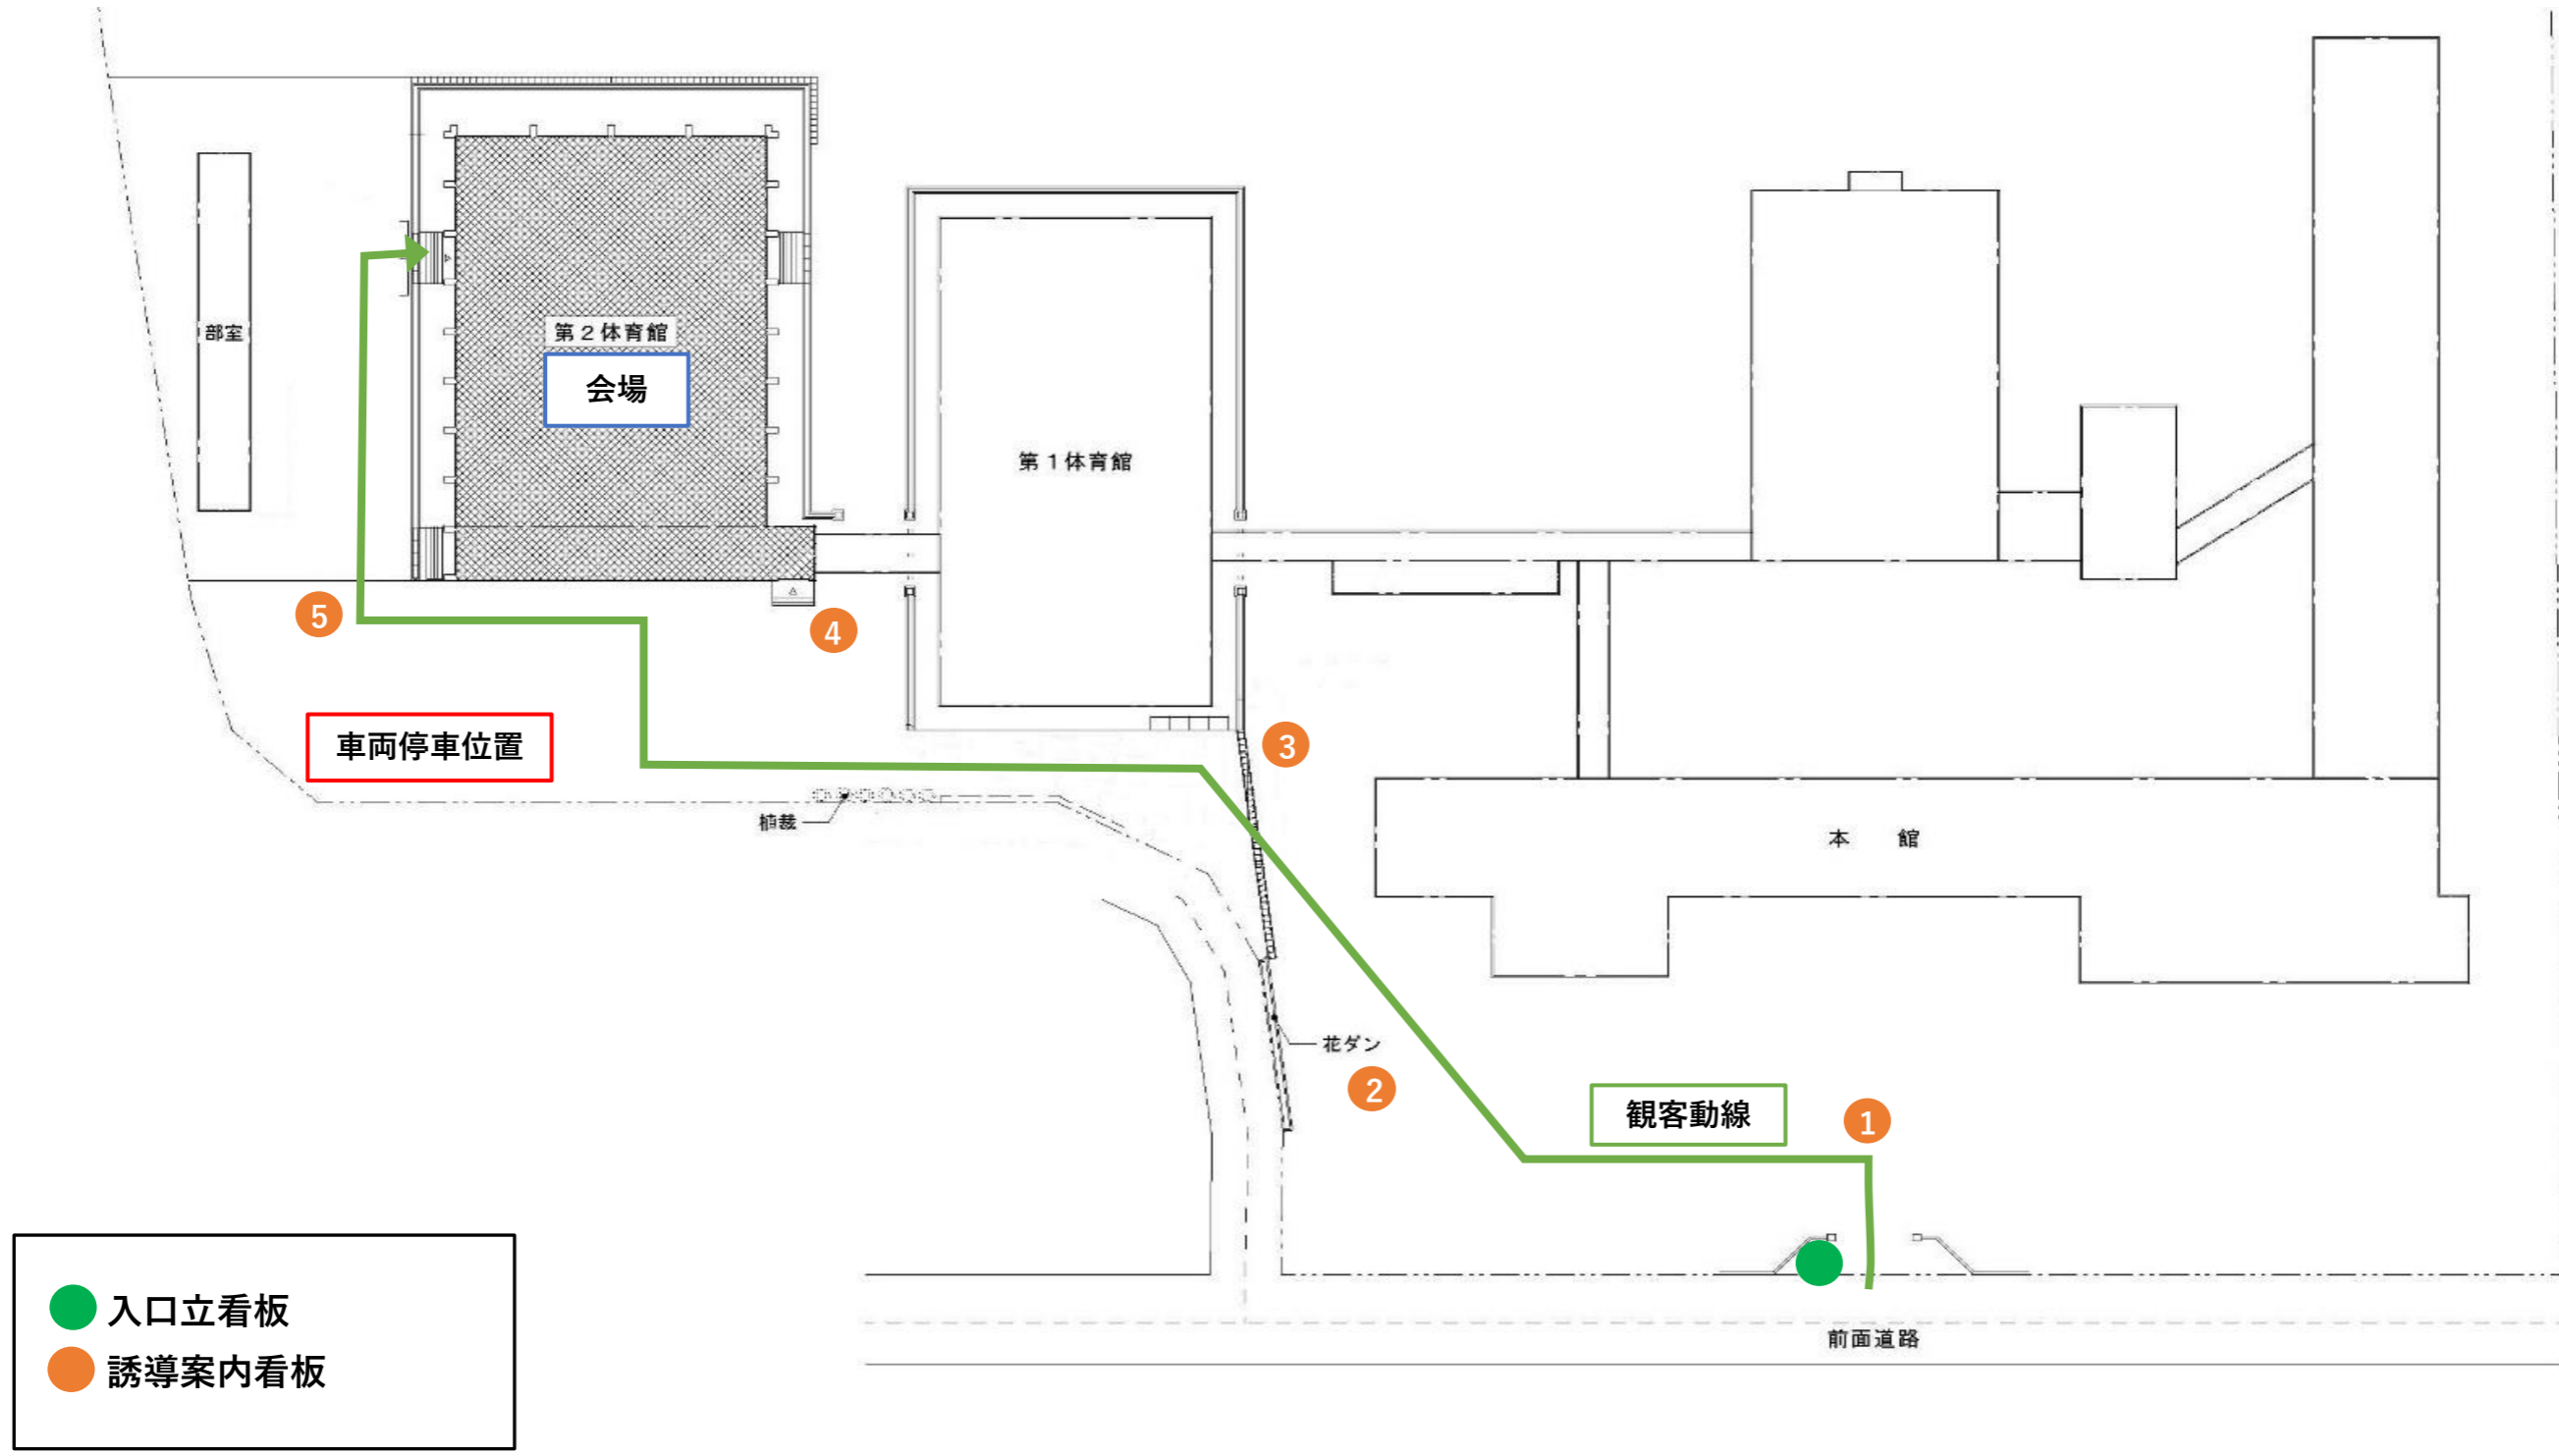 部室
第2体育館
会場
第1体育館
5
4
3
車両停車位置
植裁
本　館
花ダン
2
観客動線
1
入口立看板
誘導案内看板
前面道路